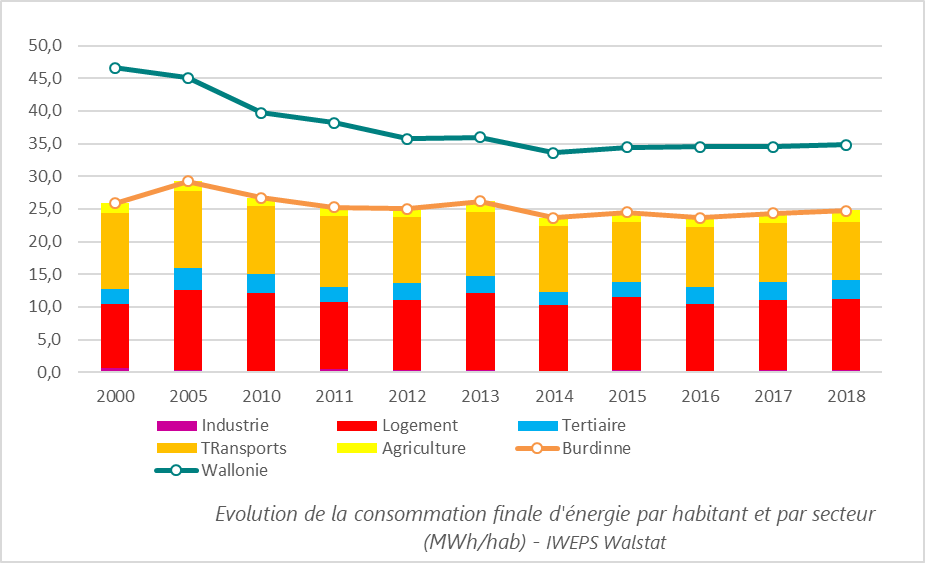 50,0
45,0
40,0
35,0
30,0
25,0
20,0
15,0
10,0
5,0
0,0
2000 2005 2010 2011 2012 2013 2014 2015 2016 2017 2018
Industrie Logement Tertiaire
TRansports Agriculture Burdinne
Wallonie
Evolution de la consommation finale d'énergie par habitant et par secteur
(MWh/hab) - IWEPS Walstat